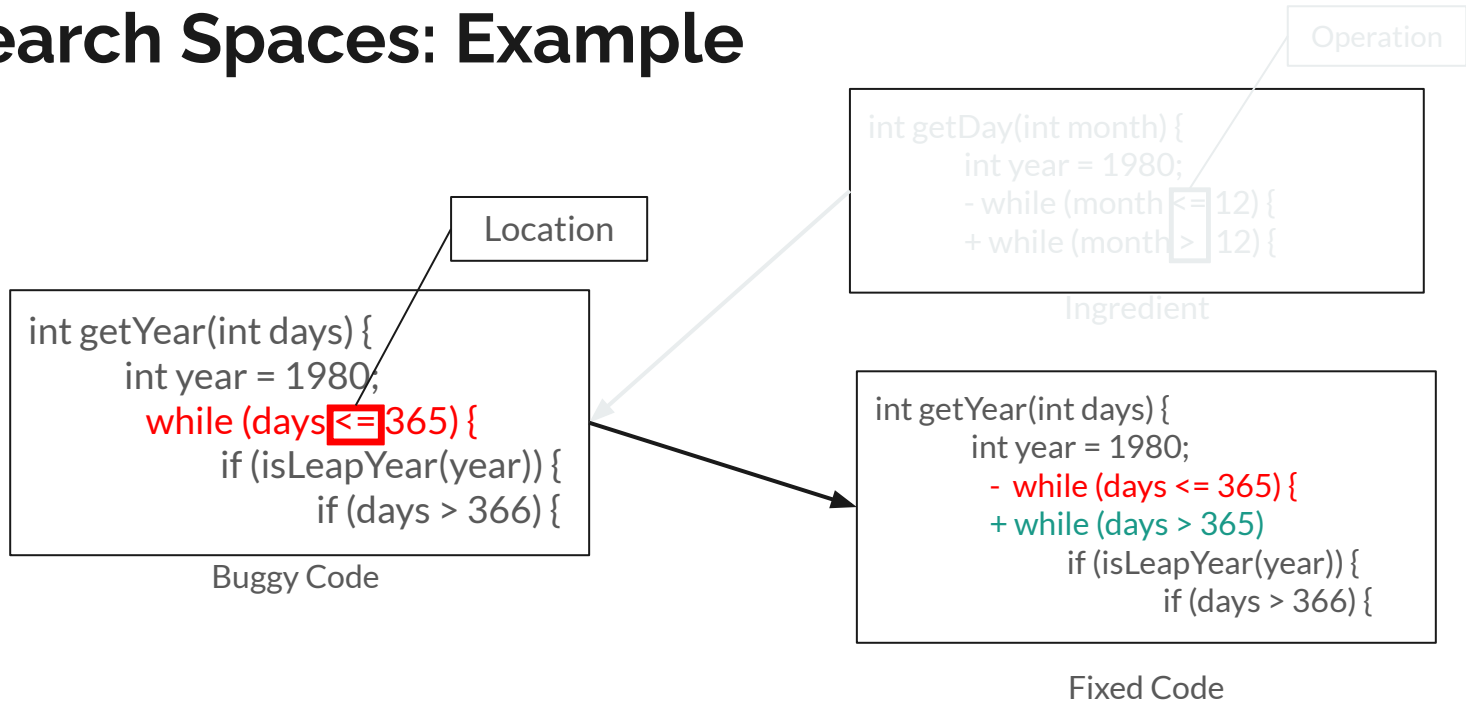 earch Spaces: Example
Operation
int getDay(int month) {
int year = 1980;
- while (month <= 12) {
+ while (month > 12) {
Ingredient
Location
int getYear(int days) {
int year = 1980;
while (days <= 365) {
if (isLeapYear(year)) {
if (days > 366) {
Buggy Code
int getYear(int days) {
int year = 1980;
- while (days <= 365) {
+ while (days > 365)
if (isLeapYear(year)) {
if (days > 366) {
Fixed Code